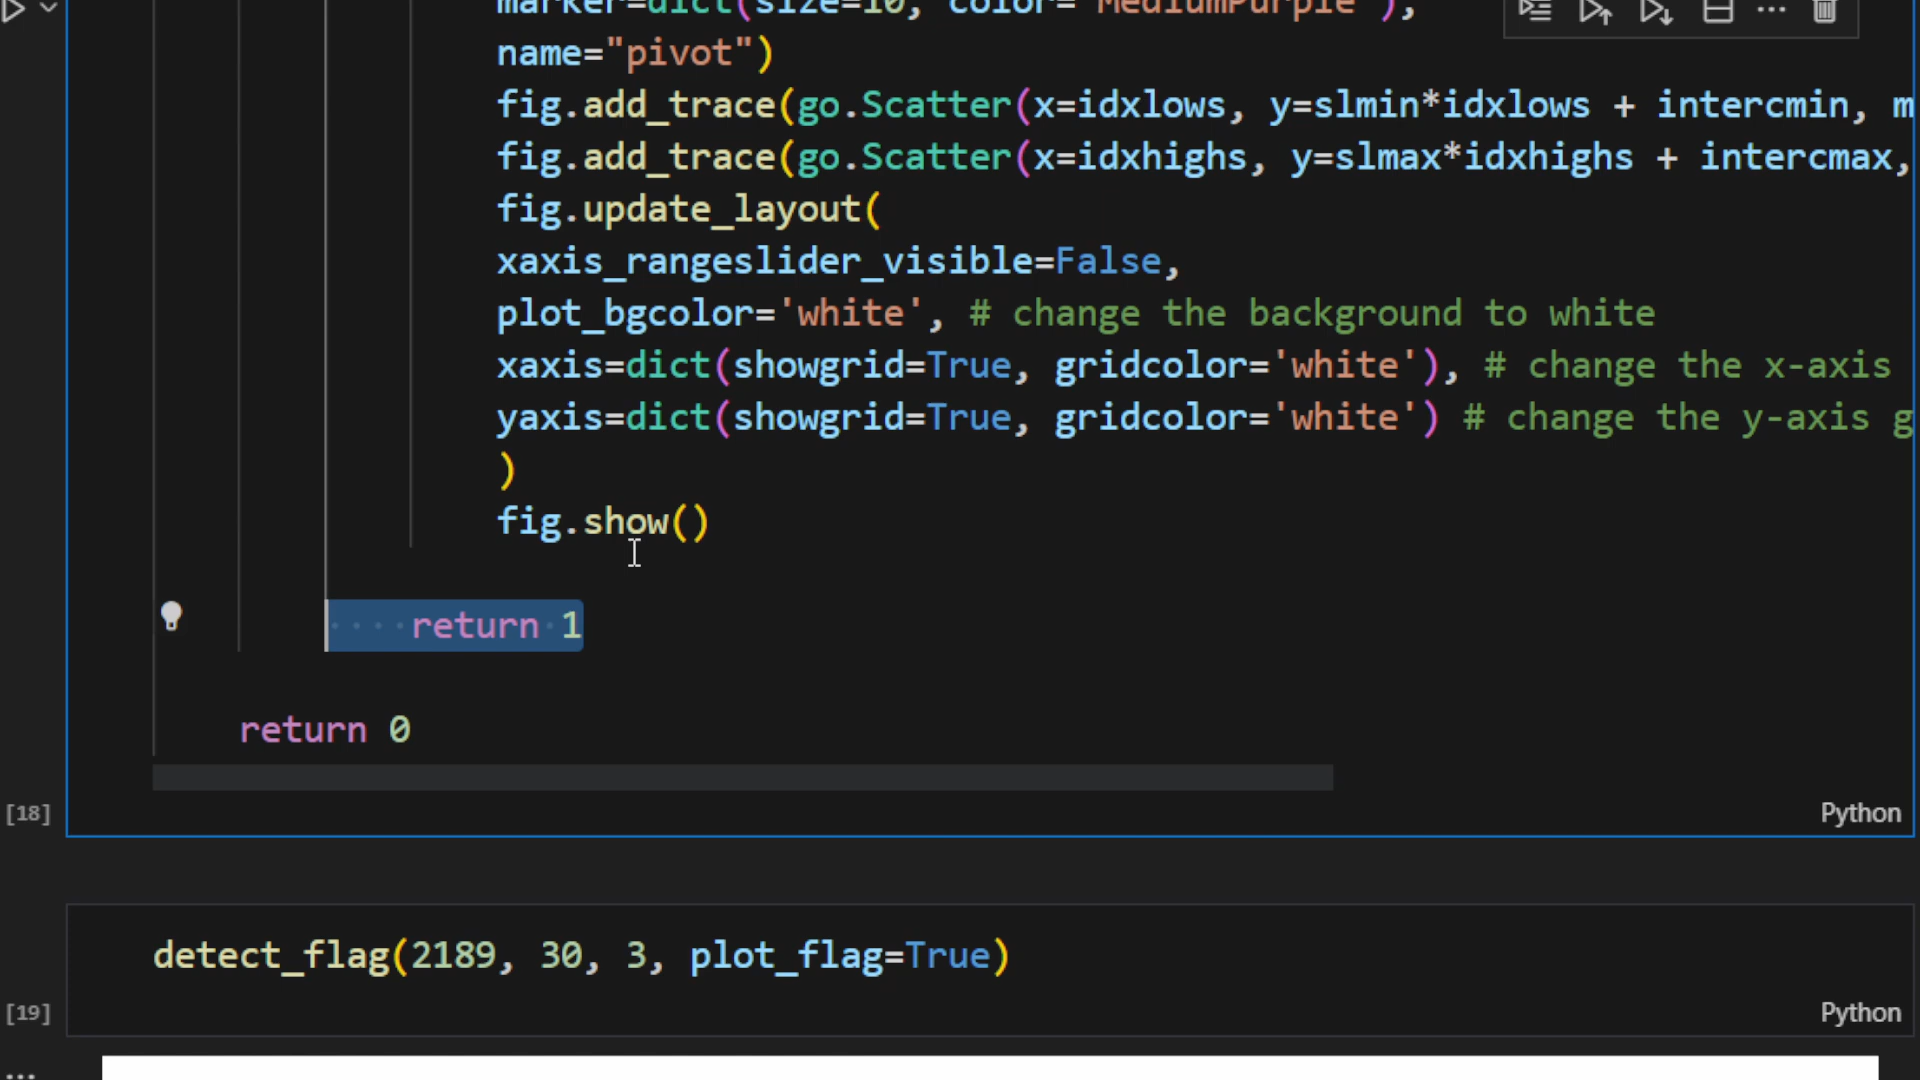 marker=dict(size=10, color="MediumPurple"),
name="pivot")
fig.add_trace(go.Scatter(x=idxlows, y=slmin*idxlows + intercmin, m
fig.add_trace(go.Scatter(x=idxhighs, y=slmax*idxhighs + intercmax,
fig.update_layout(
xaxis_rangeslider_visible=False,
plot_bgcolor='white', # change the background to white
xaxis=dict(showgrid=True, gridcolor='white'), # change the x-axis
yaxis=dict(showgrid=True, gridcolor='white') # change the y-axis g
)
fig.show()
return 1
return 0
[18]
Python
detect_flag(2189, 30, 3, plot_flag=True)
[19]
Python